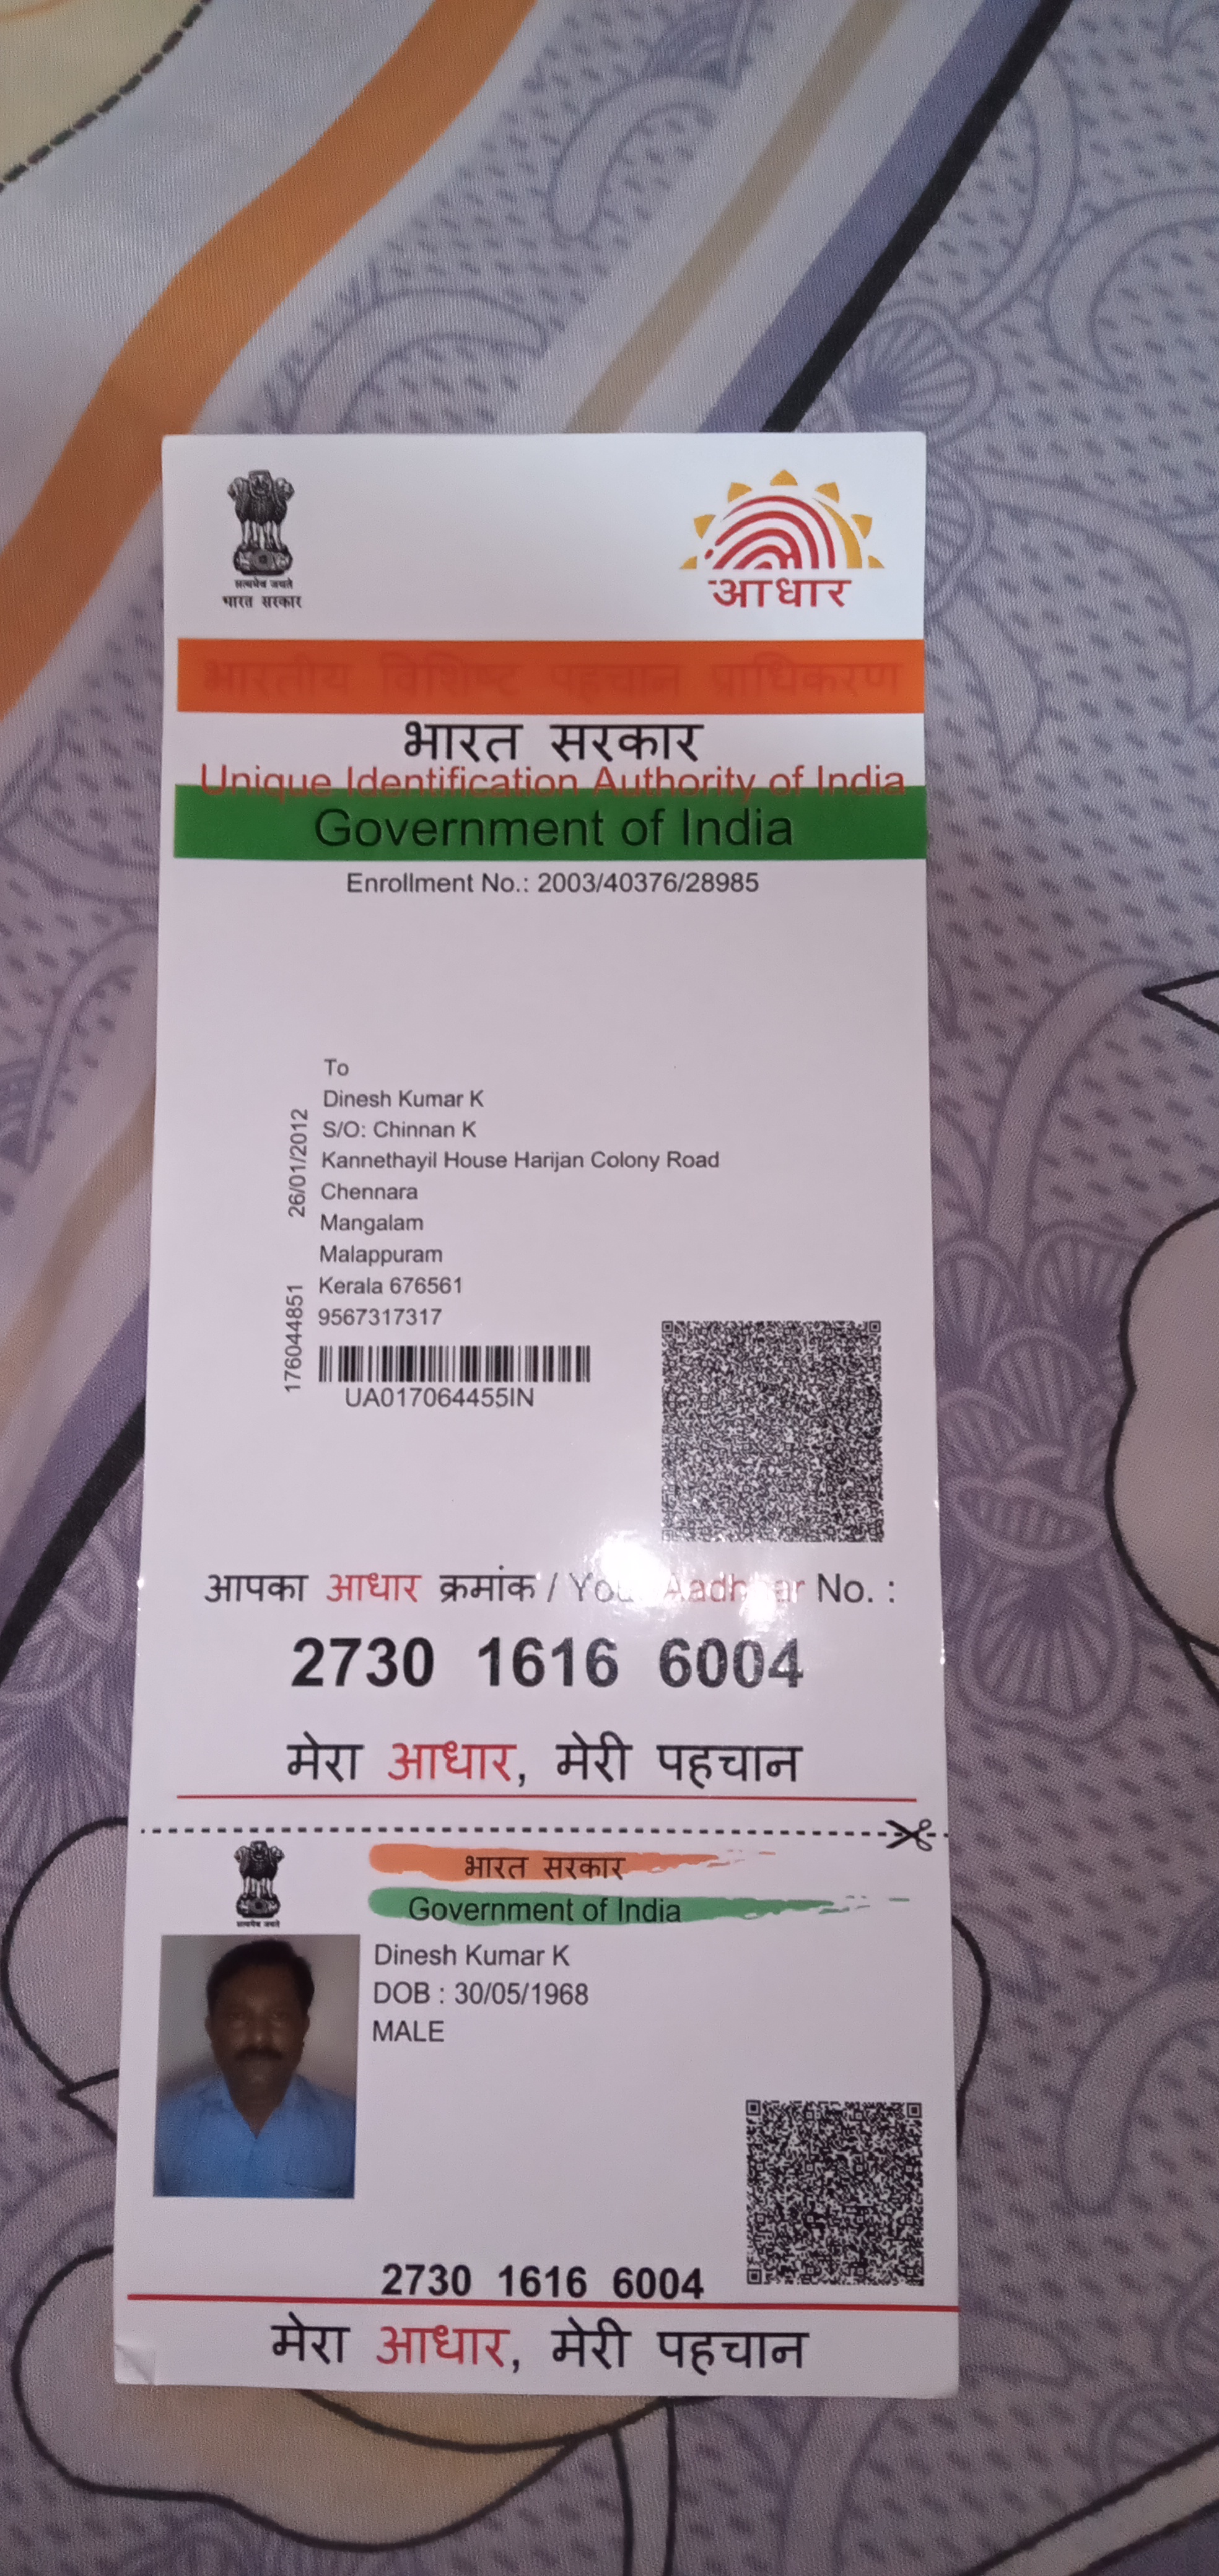 सत्यमेव जयते
भारत सरकार
आधार
भारतीय विशिष्ट पहचान प्राधिकरण
भारत सरकार
Unique Identification Authority of India
Government of India
Enrollment No.: 2003/40376/28985
To
Dinesh Kumar K
S/O: Chinnan K
Kannethayil House Harijan Colony Road
Chennara
Mangalam
Malappuram
Kerala 676561
9567317317
26/01/2012
176044851
UA017064455IN
आपका आधार क्रमांक / Your Aadhaar No. :
2730 1616 6004
मेरा आधार, मेरी पहचान
भारत सरकार
Government of India
सत्यमेव जयते
Dinesh Kumar K
DOB : 30/05/1968
MALE
2730 1616 6004
मेरा आधार, मेरी पहचान